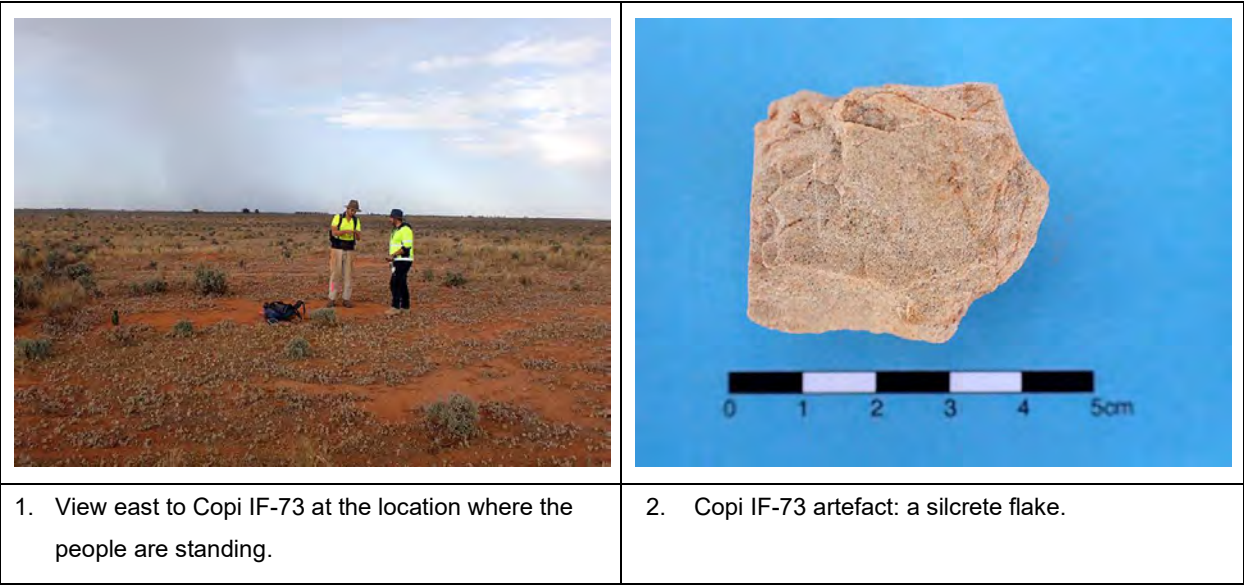 0 1 2 3 4 5cm
1. View east to Copi IF-73 at the location where the
people are standing.
2. Copi IF-73 artefact: a silcrete flake.